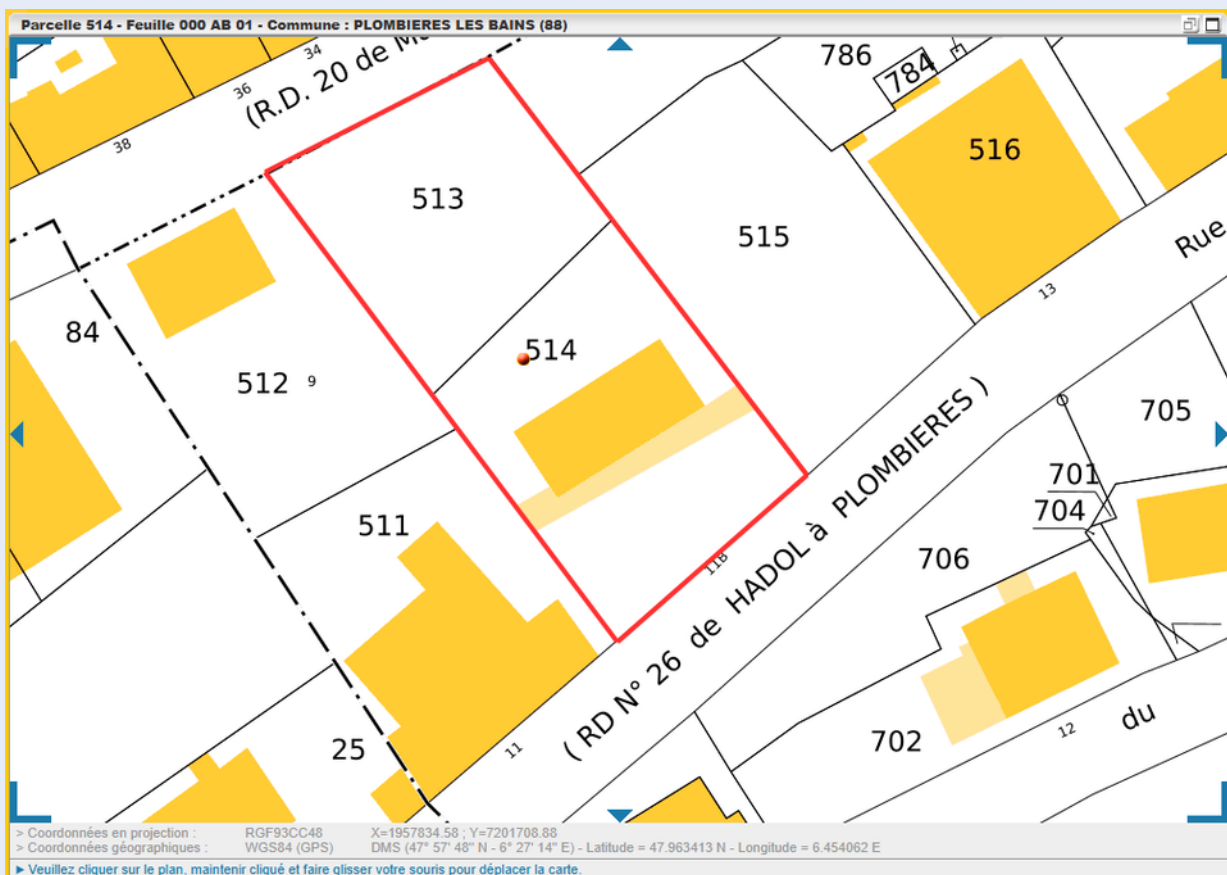 Parcelle 514 - Feuille 000 AB 01 - Commune : PLOMBIERES LES BAINS (88)
34
786
784
36
(R.D. 20 de
38
516
513
515
Rue
13
84
514
512 9
705
701
704
511
706
11B
( RD N° 26 de HADOL à PLOMBIERES )
25
11
702
12
du
> Coordonnées en projection : RGF93CC48 X=1957834.58 ; Y=7201708.88
> Coordonnées géographiques : WGS84 (GPS) DMS (47° 57' 48" N - 6° 27' 14" E) - Latitude = 47.963413 N - Longitude = 6.454062 E
► Veuillez cliquer sur le plan, maintenir cliqué et faire glisser votre souris pour déplacer la carte.